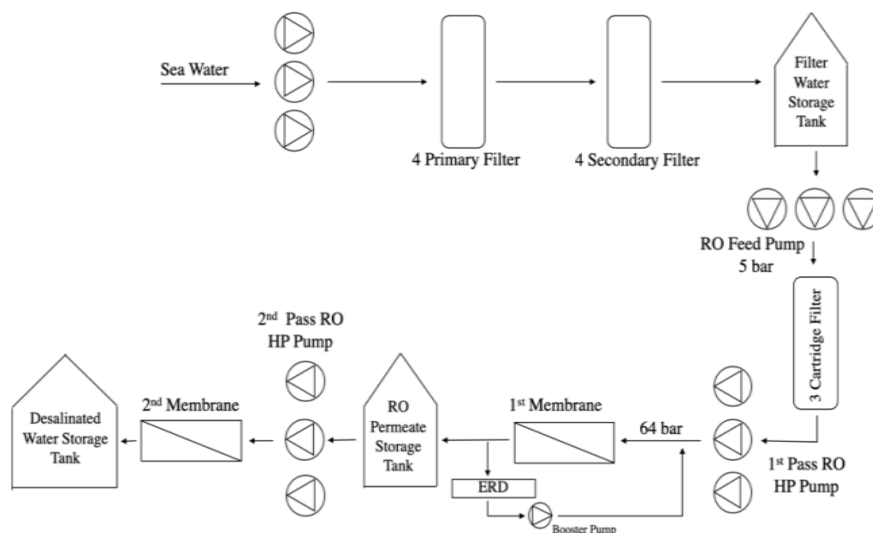 Sea Water
4 Primary Filter
4 Secondary Filter
Filter
Water
Storage
Tank
RO Feed Pump
5 bar
3 Cartridge Filter
1st Pass RO
HP Pump
64 bar
1st Membrane
ERD
Booster Pump
RO
Permeate
Storage
Tank
2nd Pass RO
HP Pump
2nd Membrane
Desalinated
Water Storage
Tank